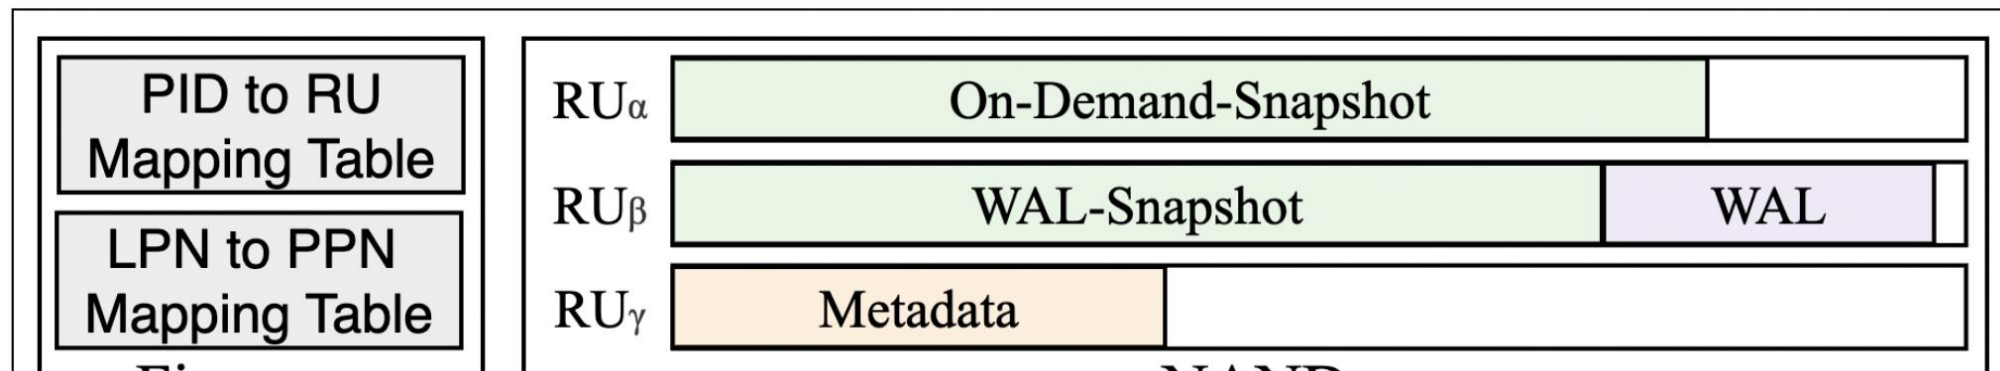 PID to RU
Mapping Table
LPN to PPN
Mapping Table
RUα
On-Demand-Snapshot
RUβ
WAL-Snapshot
WAL
RUγ
Metadata